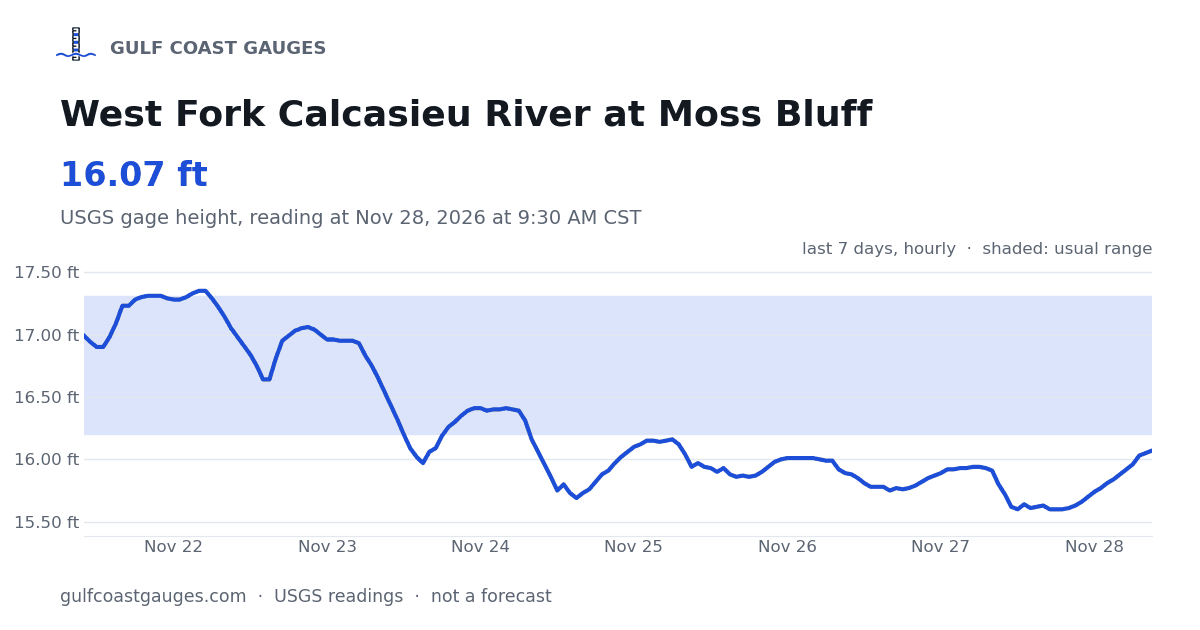 GULF COAST GAUGES
West Fork Calcasieu River at Moss Bluff
16.07 ft
USGS gage height, reading at Nov 28, 2026 at 9:30 AM CST
last 7 days, hourly · shaded: usual range
17.50 ft
17.00 ft
16.50 ft
16.00 ft
15.50 ft
Nov 22 Nov 23 Nov 24 Nov 25 Nov 26 Nov 27 Nov 28
gulfcoastgauges.com · USGS readings · not a forecast